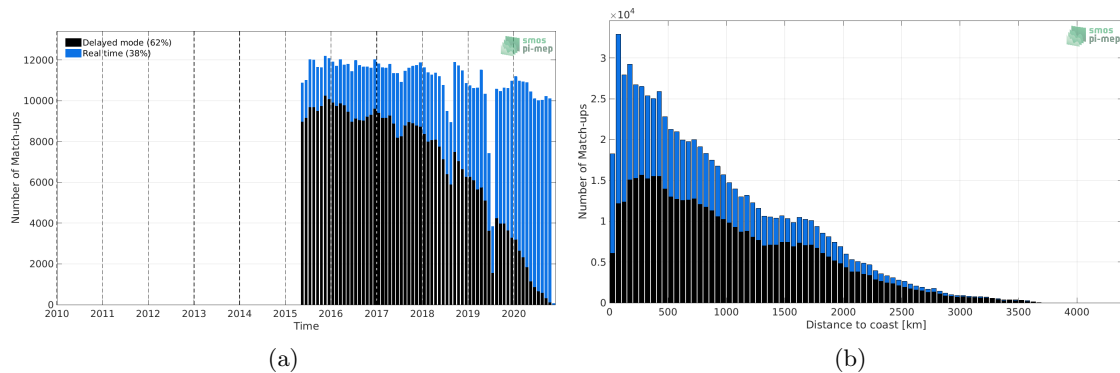 Delayed mode (62%)
Real time (38%)
smos
pi-mep
12000
10000
8000
6000
4000
2000
0
Number of Match-ups
2010 2011 2012 2013 2014 2015 2016 2017 2018 2019 2020
Time
(a)
×10⁴
smos
pi-mep
3
2.5
2
1.5
1
0.5
0
Number of Match-ups
0 500 1000 1500 2000 2500 3000 3500 4000
Distance to coast [km]
(b)